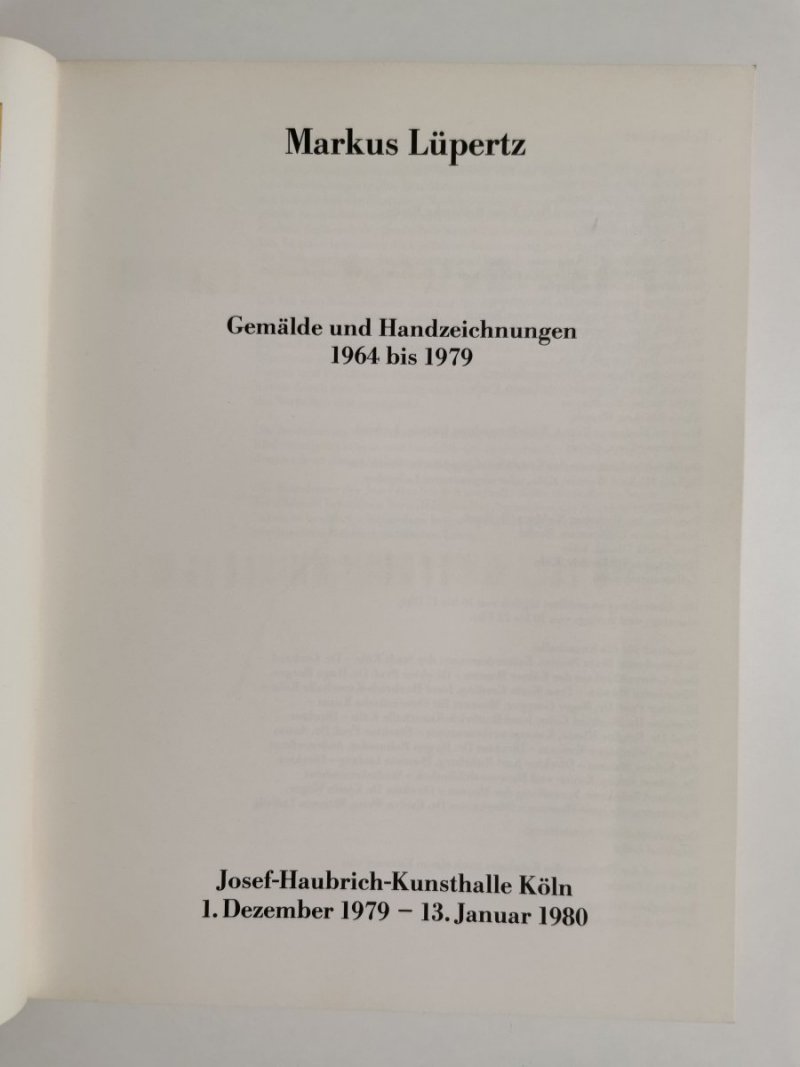 Markus Lüpertz
Gemälde und Handzeichnungen
1964 bis 1979
Josef-Haubrich-Kunsthalle Köln
1. Dezember 1979 – 13. Januar 1980